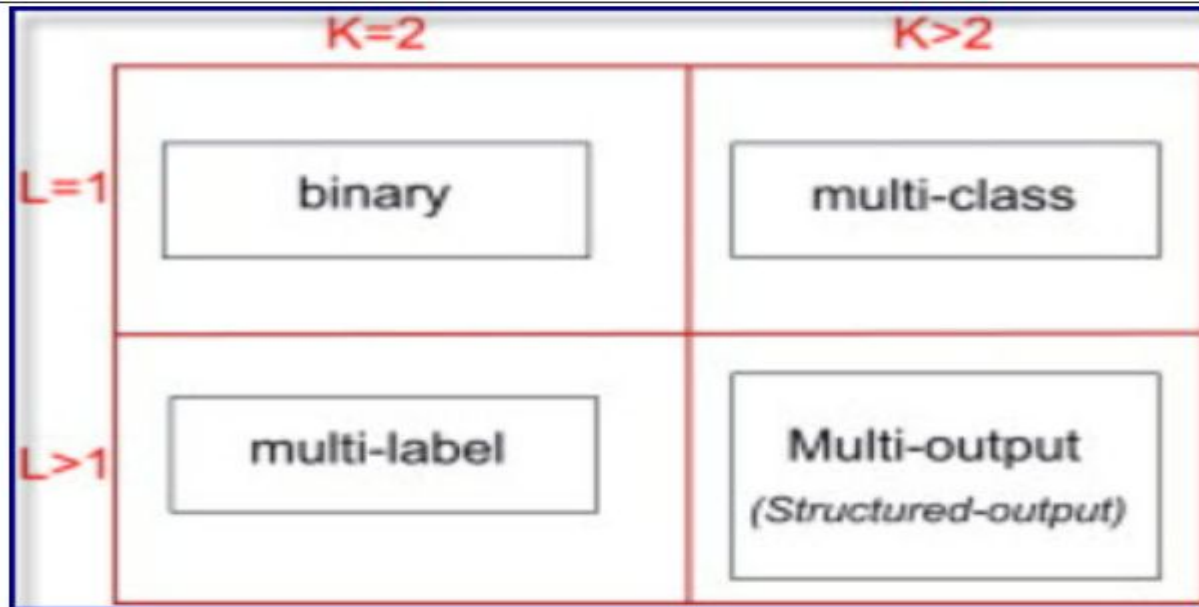 K=2 K>2
L=1 binary multi-class
L>1 multi-label Multi-output
(Structured-output)